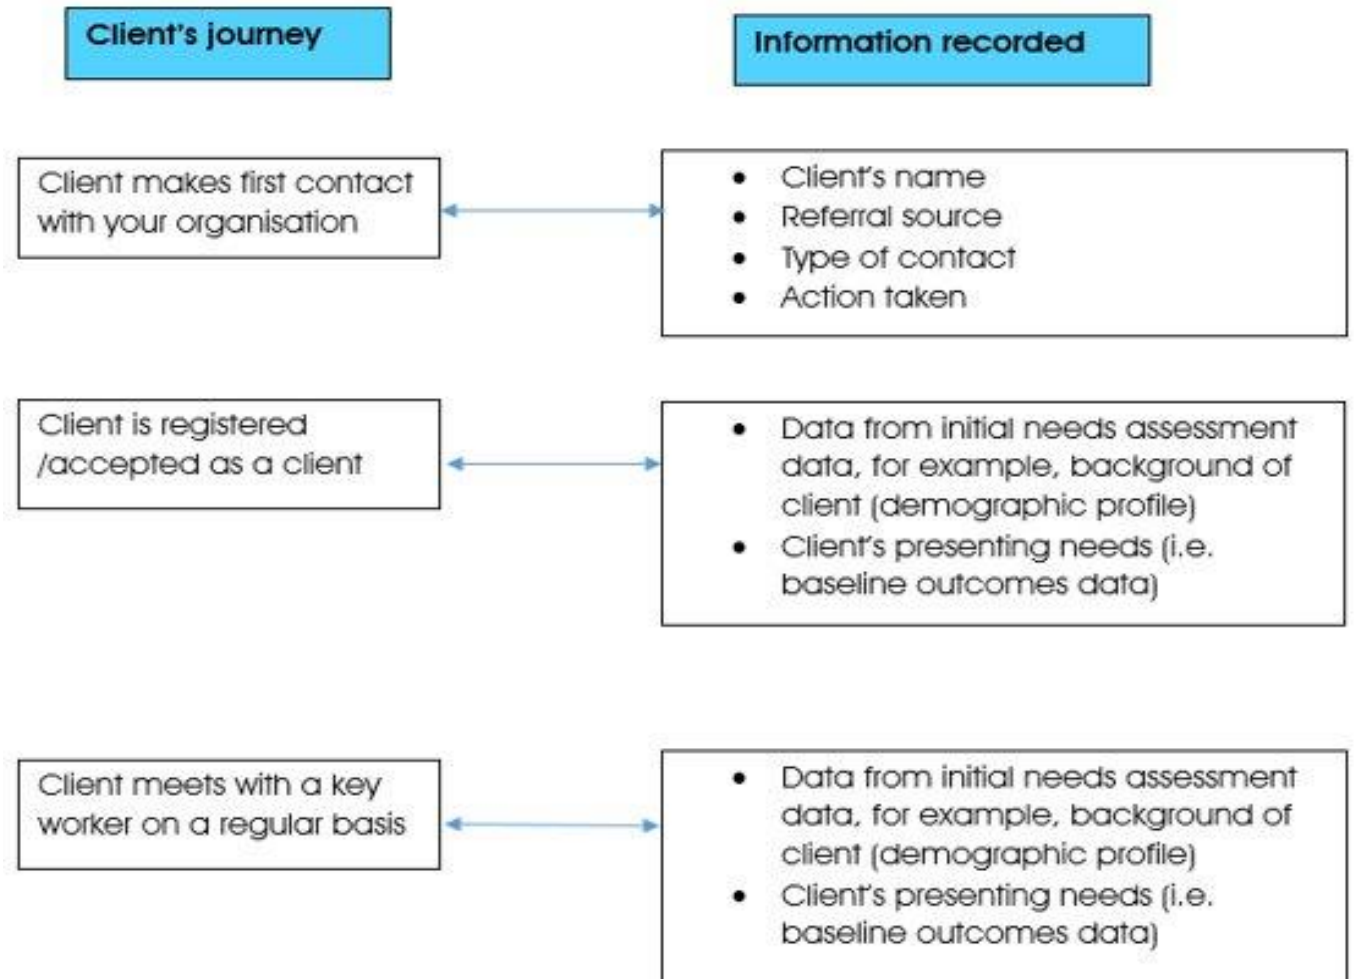 Client's journey
Information recorded
Client makes first contact
with your organisation
• Client's name
• Referral source
• Type of contact
• Action taken
Client is registered
/accepted as a client
• Data from initial needs assessment
data, for example, background of
client (demographic profile)
• Client's presenting needs (i.e.
baseline outcomes data)
Client meets with a key
worker on a regular basis
• Data from initial needs assessment
data, for example, background of
client (demographic profile)
• Client's presenting needs (i.e.
baseline outcomes data)